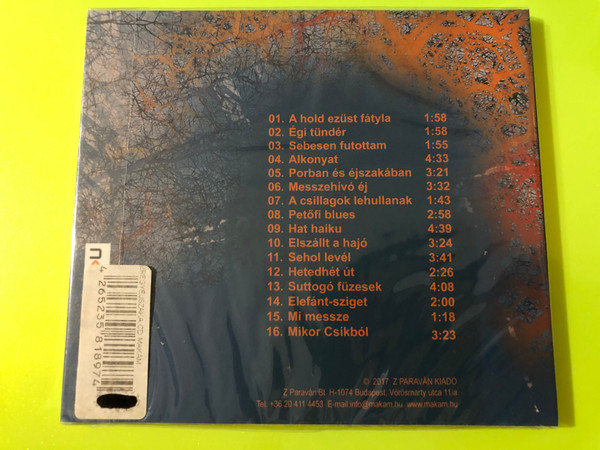 01. A hold ezüst fátyla 1:58
02. Égi tündér 1:58
03. Sebesen futottam 1:55
04. Alkonyat 4:33
05. Porban és éjszakában 3:21
06. Messzehívó éj 3:32
07. A csillagok lehullanak 1:43
08. Petőfi blues 2:58
09. Hat haiku 4:39
10. Elszállt a hajó 3:24
11. Sehol levél 3:41
12. Hetedhét út 2:26
13. Suttogó füzesek 4:08
14. Elefánt-sziget 2:00
15. Mi messze 1:18
16. Mikor Csíkból 3:23
© 2017 Z PARAVÁN KIADÓ
Z Paraván Bt. H-1074 Budapest, Vörösmarty utca 11/a
Tel: +36 20 411 4453 E-mail info@makam.hu www.makam.hu
4 265235 818974